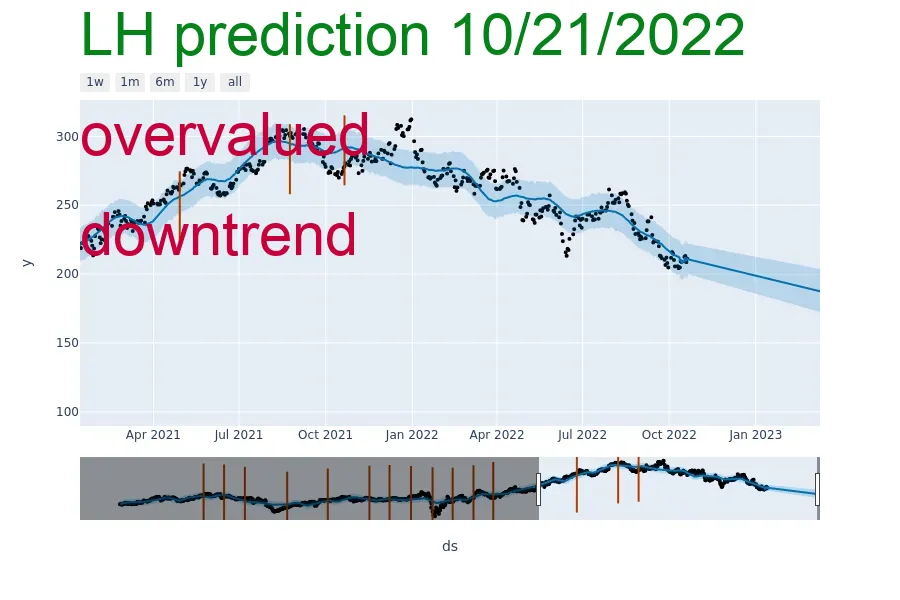 LH prediction 10/21/2022
1w 1m 6m 1y all
overvalued
downtrend
300
250
200
150
100
y
Apr 2021 Jul 2021 Oct 2021 Jan 2022 Apr 2022 Jul 2022 Oct 2022 Jan 2023
ds